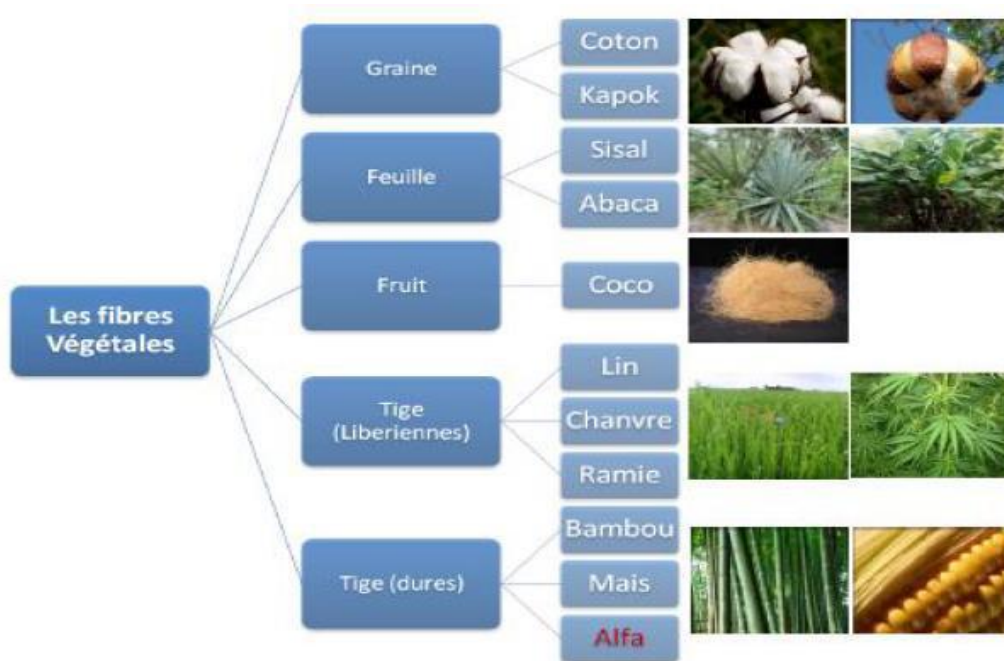 Les fibres
Végétales
Graine
Coton
Kapok
Feuille
Sisal
Abaca
Fruit
Coco
Tige
(Liberiennes)
Lin
Chanvre
Ramie
Tige (dures)
Bambou
Mais
Alfa